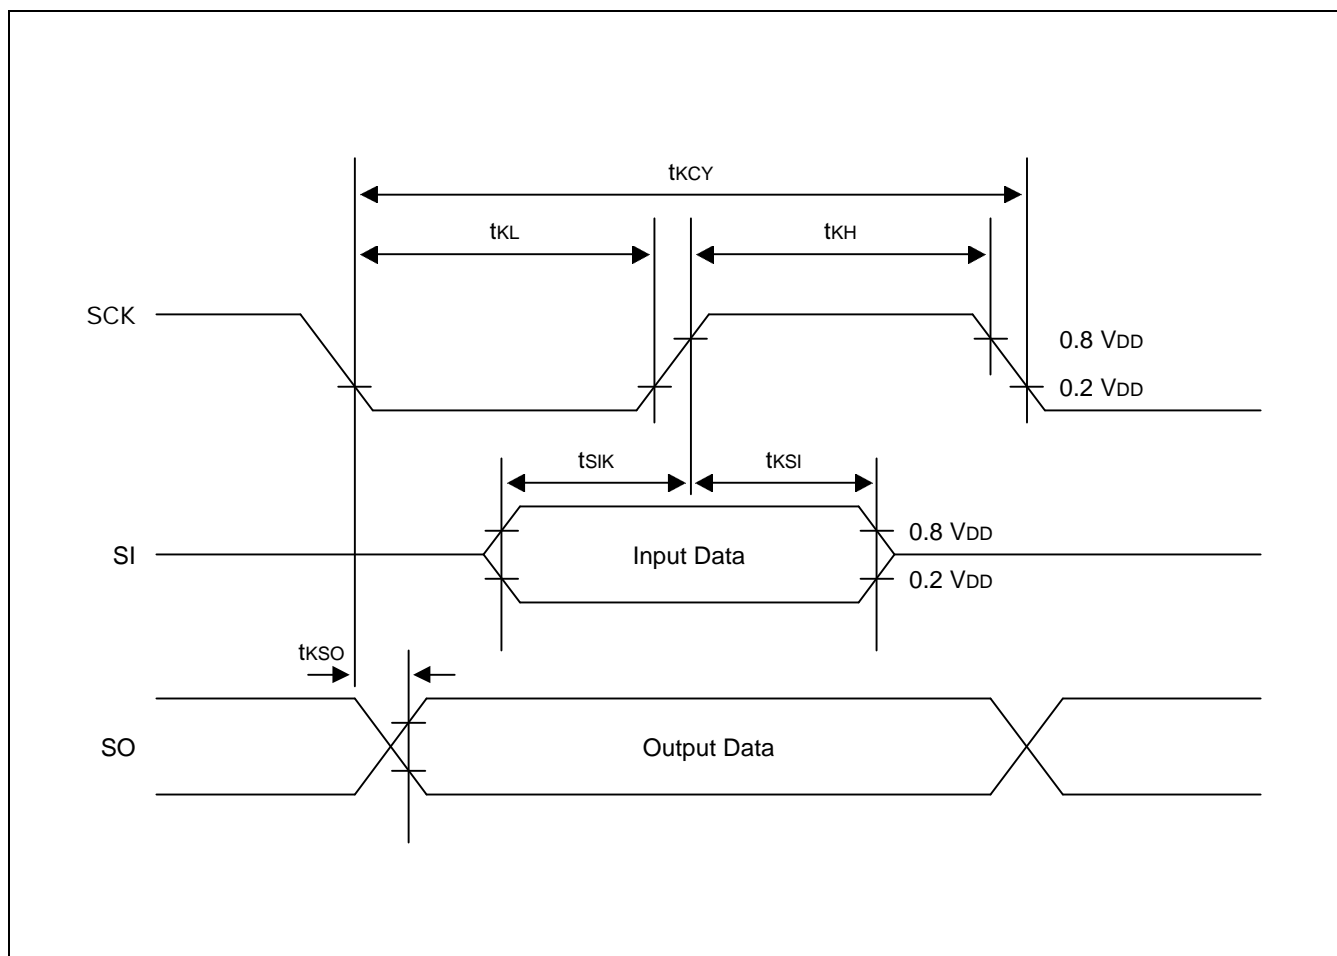 tKCY
tKL
tKH
SCK
0.8 VDD
0.2 VDD
tSIK
tKSI
SI
Input Data
0.8 VDD
0.2 VDD
tKSO
SO
Output Data